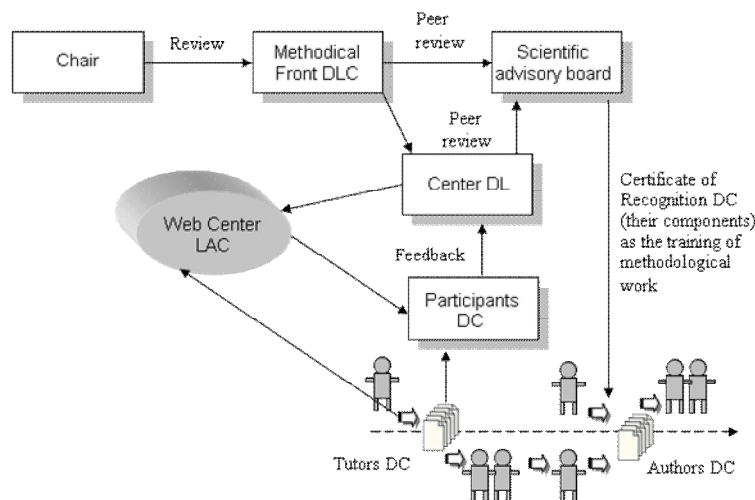 Chair
Review
Methodical
Front DLC
Peer
review
Scientific
advisory board
Peer
review
Center DL
Certificate of
Recognition DC
(their components)
as the training of
methodological
work
Web Center
LAC
Feedback
Participants
DC
Tutors DC
Authors DC